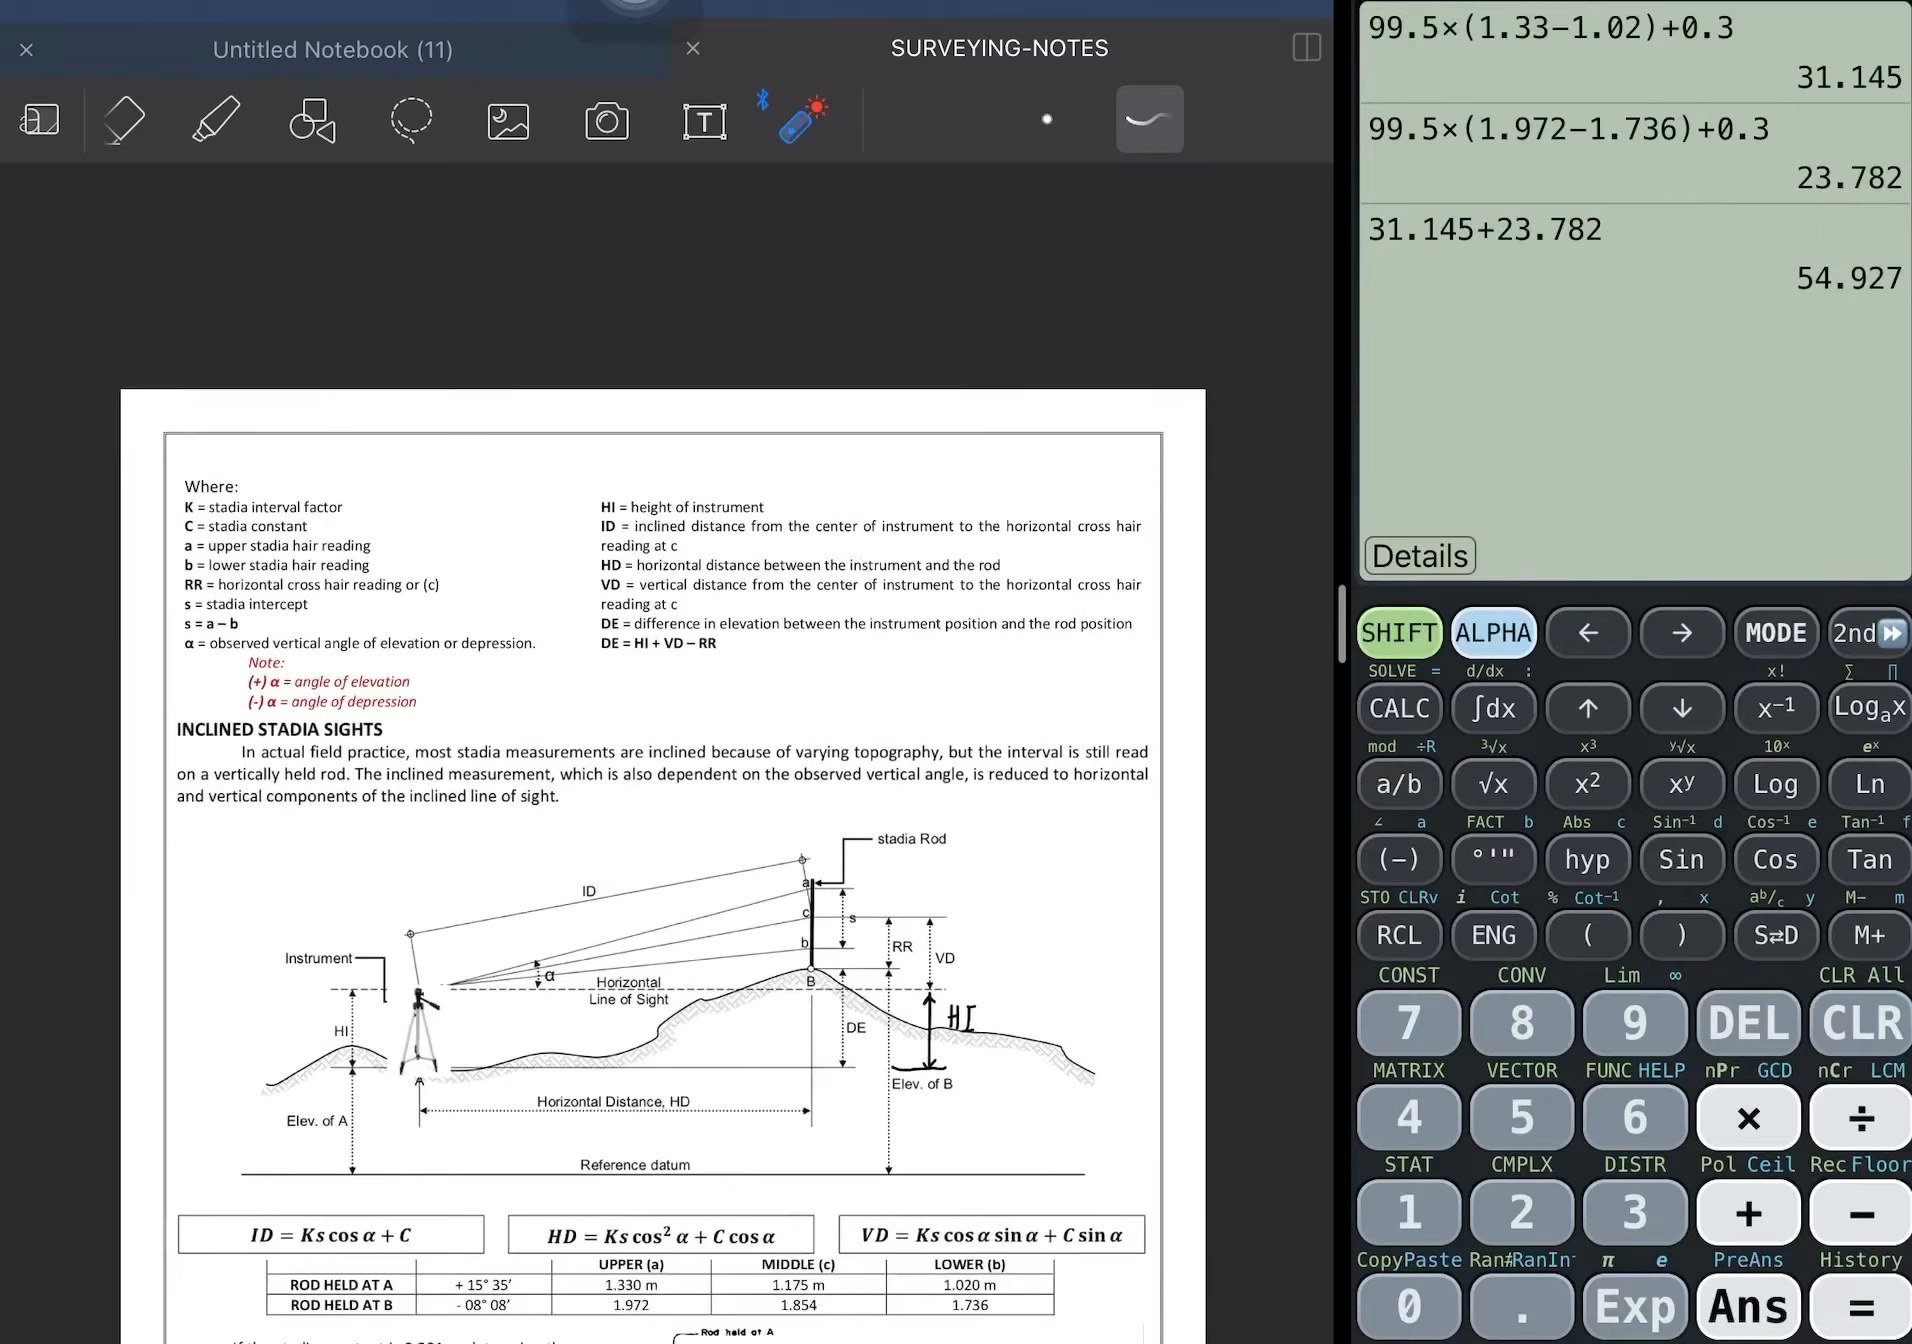 Untitled Notebook (11)
SURVEYING-NOTES
T
99.5×(1.33−1.02)+0.3
31.145
99.5×(1.972−1.736)+0.3
23.782
31.145+23.782
54.927
Details
Where:
K = stadia interval factor
C = stadia constant
a = upper stadia hair reading
b = lower stadia hair reading
RR = horizontal cross hair reading or (c)
s = stadia intercept
s = a – b
α = observed vertical angle of elevation or depression.
Note:
(+) α = angle of elevation
(-) α = angle of depression
HI = height of instrument
ID = inclined distance from the center of instrument to the horizontal cross hair
reading at c
HD = horizontal distance between the instrument and the rod
VD = vertical distance from the center of instrument to the horizontal cross hair
reading at c
DE = difference in elevation between the instrument position and the rod position
DE = HI + VD – RR
INCLINED STADIA SIGHTS
In actual field practice, most stadia measurements are inclined because of varying topography, but the interval is still read
on a vertically held rod. The inclined measurement, which is also dependent on the observed vertical angle, is reduced to horizontal
and vertical components of the inclined line of sight.
stadia Rod
ID
a
c
s
b
RR
VD
Instrument
α
Horizontal
Line of Sight
B
HI
DE
HI
A
Elev. of B
Horizontal Distance, HD
Elev. of A
Reference datum
ID = Ks cos α + C
HD = Ks cos² α + C cos α
VD = Ks cos α sin α + C sin α
UPPER (a) MIDDLE (c) LOWER (b)
ROD HELD AT A + 15° 35’ 1.330 m 1.175 m 1.020 m
ROD HELD AT B - 08° 08’ 1.972 1.854 1.736
Rod held at A
SHIFT ALPHA ← → MODE 2nd
SOLVE = d/dx : x! ∑ ∏
CALC ∫dx ↑ ↓ x−1 Logax
mod ÷R ³√x x³ ʸ√x 10ˣ eˣ
a/b √x x² xʸ Log Ln
∠ a FACT b Abs c Sin−1 d Cos−1 e Tan−1 f
(−) °'" hyp Sin Cos Tan
STO CLRv i Cot % Cot−1 , x ab/c y M− m
RCL ENG ( ) S⇄D M+
CONST CONV Lim ∞ CLR All
7 8 9 DEL CLR
MATRIX VECTOR FUNC HELP nPr GCD nCr LCM
4 5 6 × ÷
STAT CMPLX DISTR Pol Ceil Rec Floor
1 2 3 + −
Copy Paste Ran# RanIn π e PreAns History
0 . Exp Ans =